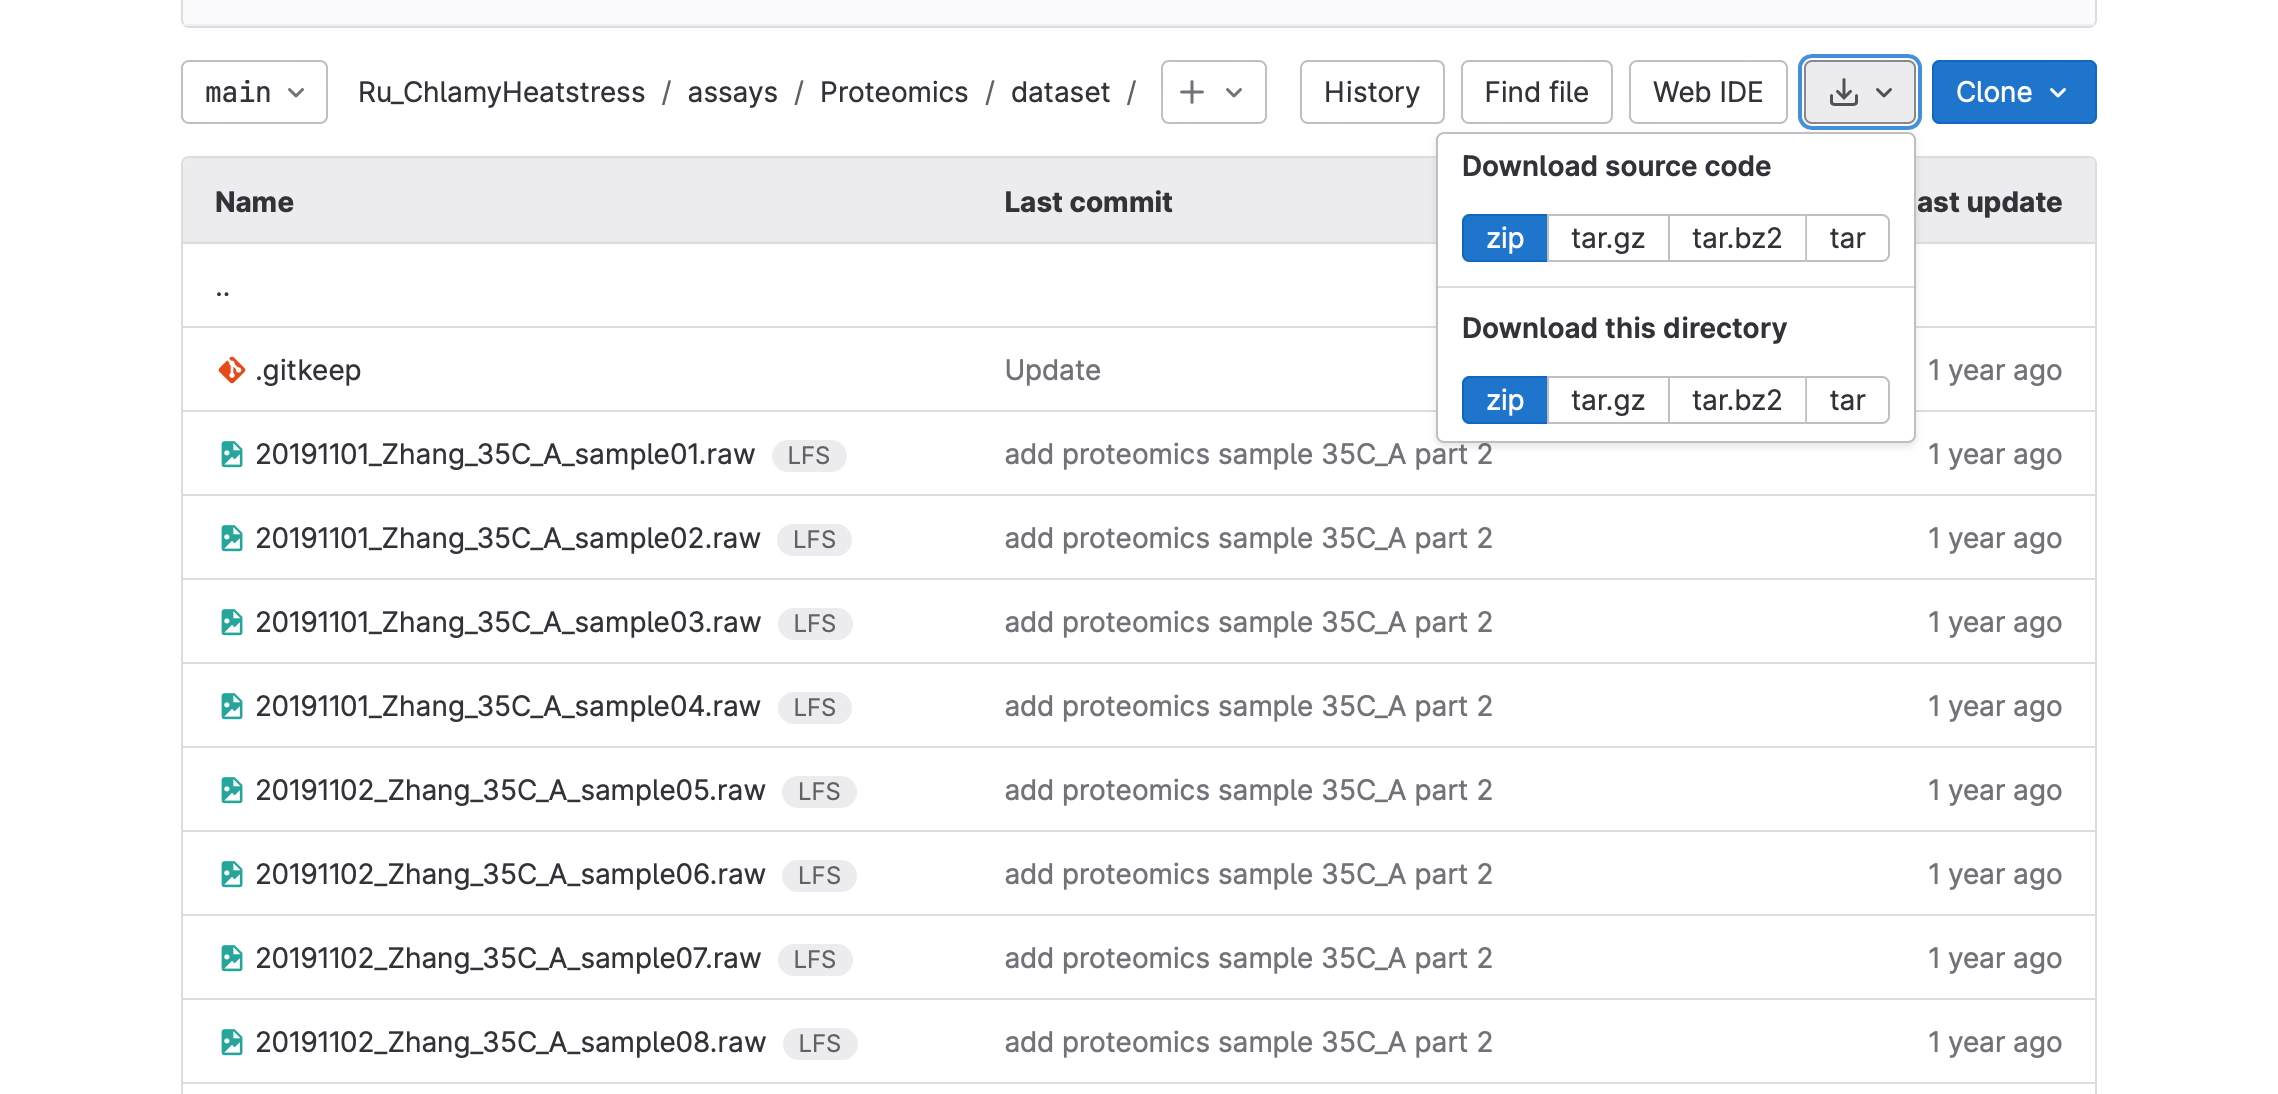 main Ru_ChlamyHeatstress / assays / Proteomics / dataset / + History Find file Web IDE Clone
Download source code
zip tar.gz tar.bz2 tar
Download this directory
zip tar.gz tar.bz2 tar
Name Last commit ast update
..
.gitkeep Update 1 year ago
20191101_Zhang_35C_A_sample01.raw LFS add proteomics sample 35C_A part 2 1 year ago
20191101_Zhang_35C_A_sample02.raw LFS add proteomics sample 35C_A part 2 1 year ago
20191101_Zhang_35C_A_sample03.raw LFS add proteomics sample 35C_A part 2 1 year ago
20191101_Zhang_35C_A_sample04.raw LFS add proteomics sample 35C_A part 2 1 year ago
20191102_Zhang_35C_A_sample05.raw LFS add proteomics sample 35C_A part 2 1 year ago
20191102_Zhang_35C_A_sample06.raw LFS add proteomics sample 35C_A part 2 1 year ago
20191102_Zhang_35C_A_sample07.raw LFS add proteomics sample 35C_A part 2 1 year ago
20191102_Zhang_35C_A_sample08.raw LFS add proteomics sample 35C_A part 2 1 year ago